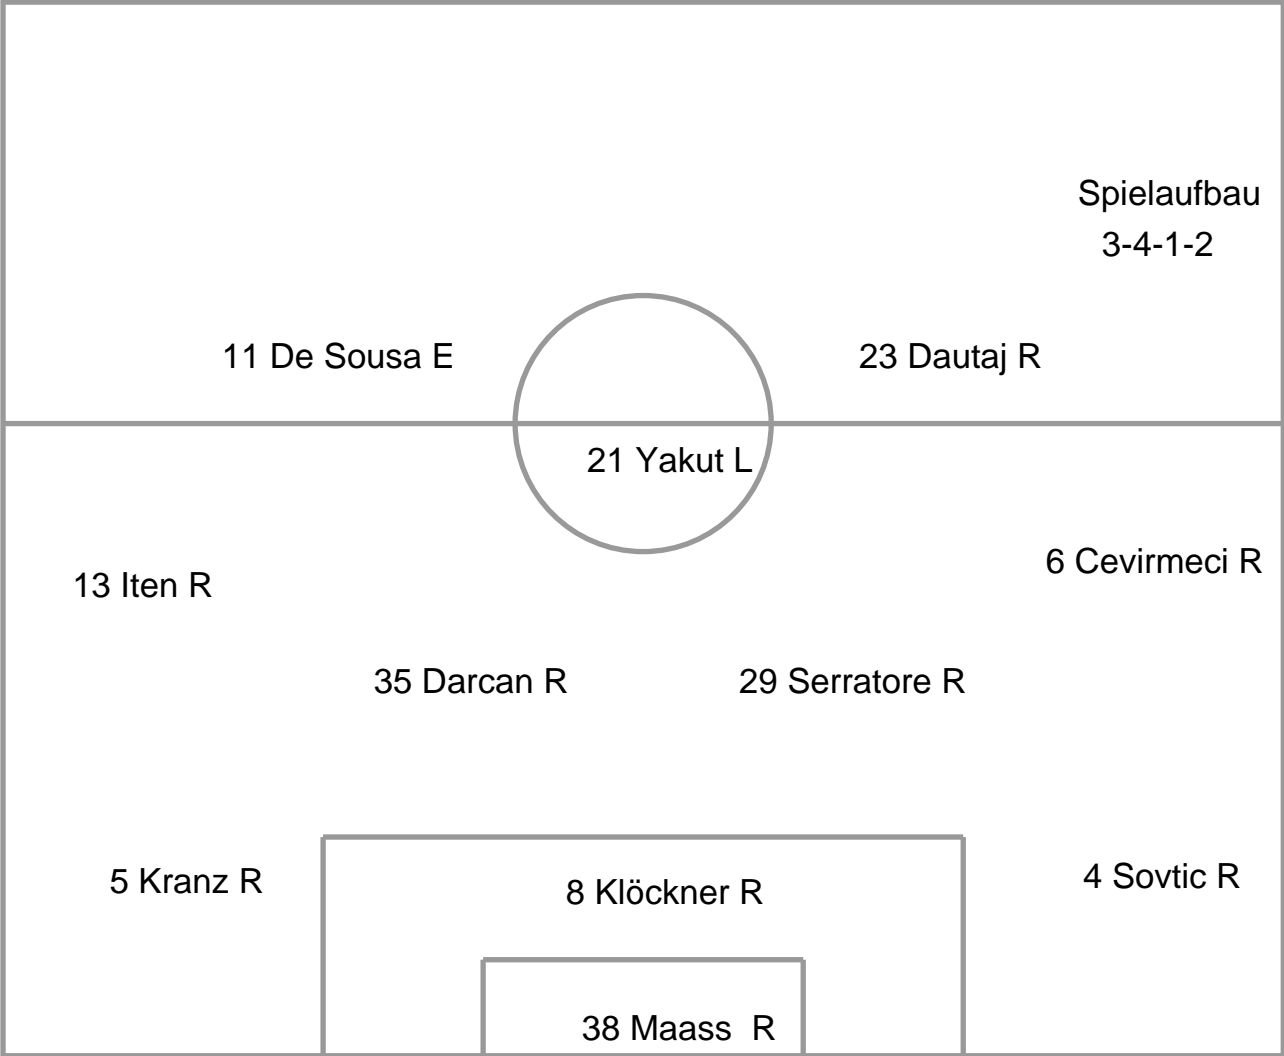 Spielaufbau
3-4-1-2
11 De Sousa E
23 Dautaj R
21 Yakut L
6 Cevirmeci R
13 Iten R
35 Darcan R
29 Serratore R
5 Kranz R
8 Klöckner R
4 Sovtic R
38 Maass  R